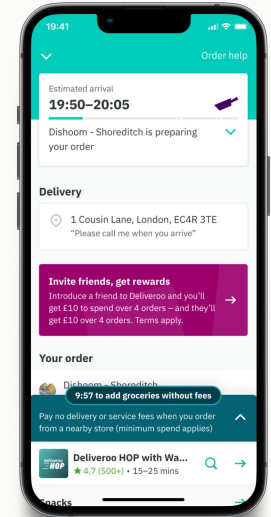 19:41
Order help
Estimated arrival
19:50–20:05
Dishoom - Shoreditch is preparing
your order
Delivery
1 Cousin Lane, London, EC4R 3TE
“Please call me when you arrive”
Invite friends, get rewards
Introduce a friend to Deliveroo and you’ll
get £10 to spend over 4 orders – and they’ll
get £10 over 4 orders. Terms apply.
Your order
Dishoom - Shoreditch
9:57 to add groceries without fees
Pay no delivery or service fees when you order
from a nearby store (minimum spend applies)
deliveroo
HOP
Deliveroo HOP with Wa...
4.7 (500+) • 15–25 mins
Snacks